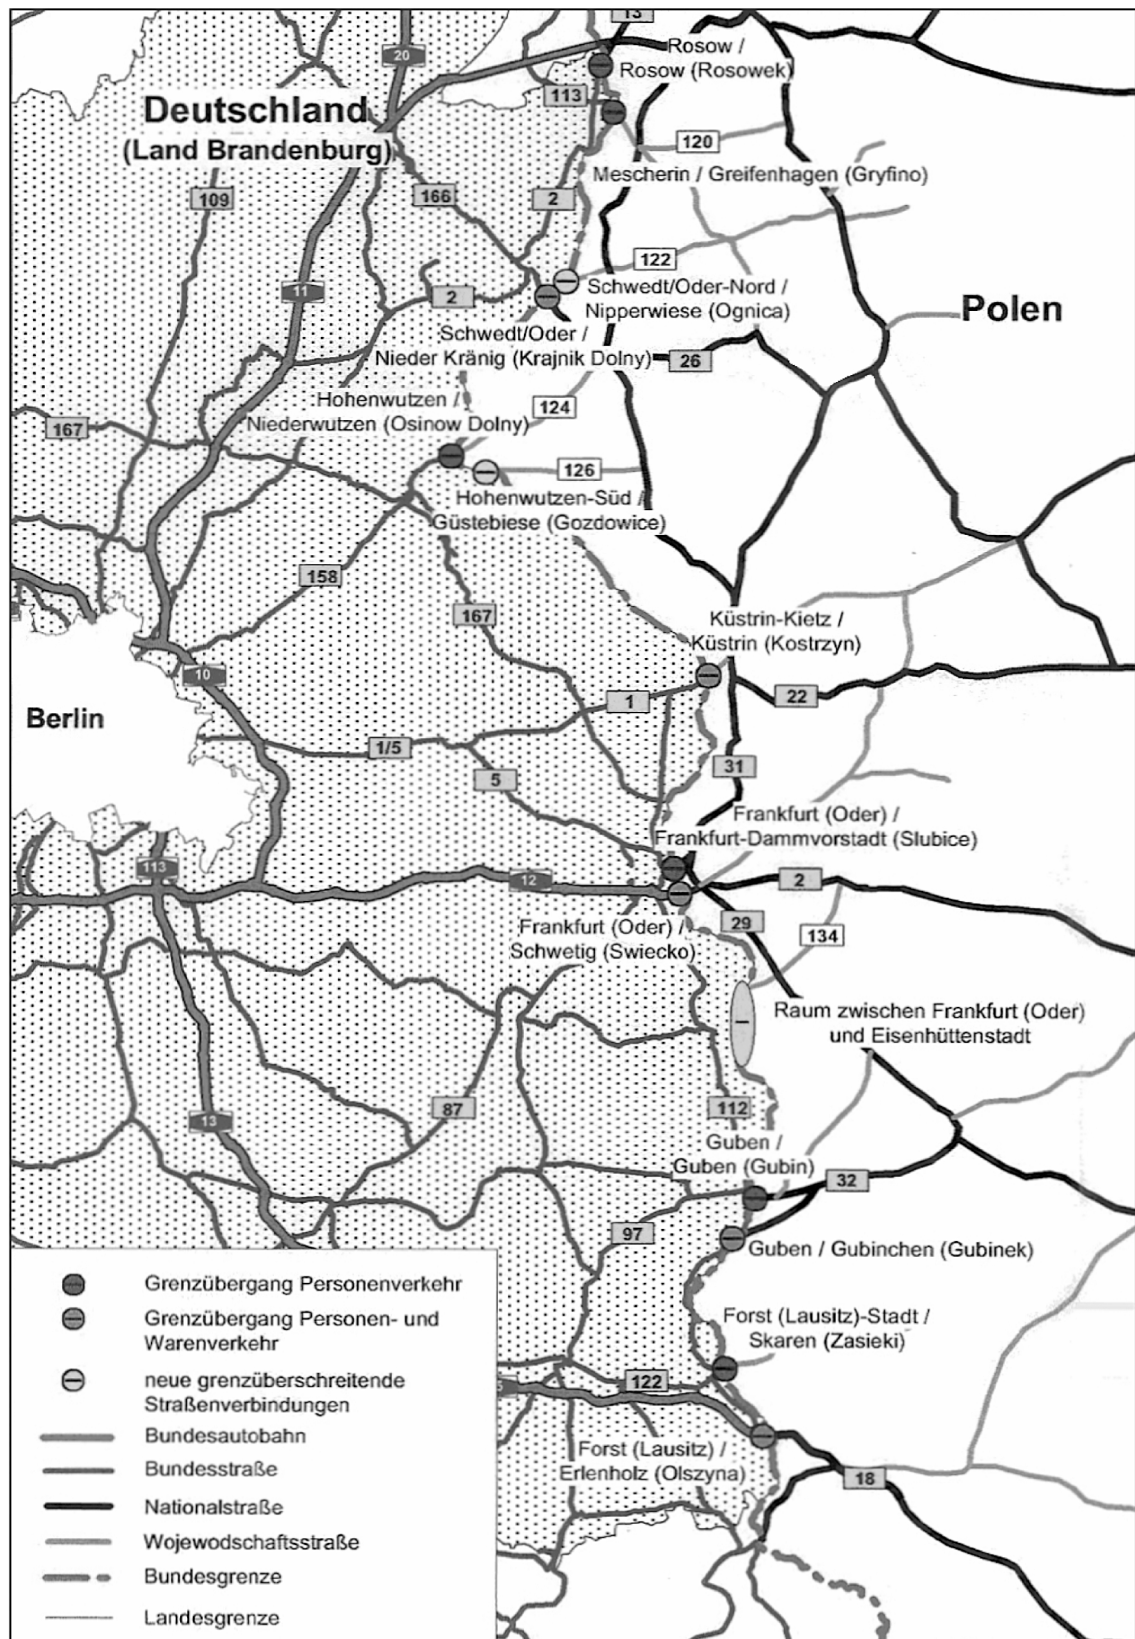 13
20
Rosow /
Rosow (Rosowek)
113
Deutschland
(Land Brandenburg)
120
Mescherin / Greifenhagen (Gryfino)
109
166
2
122
Schwedt/Oder-Nord /
Nipperwiese (Ognica)
Polen
11
2
Schwedt/Oder /
Nieder Kränig (Krajnik Dolny)
26
Hohenwutzen /
Niederwutzen (Osinow Dolny)
124
167
126
Hohenwutzen-Süd /
Güstebiese (Gozdowice)
158
167
Küstrin-Kietz /
Küstrin (Kostrzyn)
10
22
1
Berlin
1/5
5
31
Frankfurt (Oder) /
Frankfurt-Dammvorstadt (Slubice)
113
12
2
29
134
Frankfurt (Oder) /
Schwetig (Swiecko)
Raum zwischen Frankfurt (Oder)
und Eisenhüttenstadt
87
112
13
Guben /
Guben (Gubin)
32
97
Guben / Gubinchen (Gubinek)
Forst (Lausitz)-Stadt /
Skaren (Zasieki)
122
Forst (Lausitz) /
Erlenholz (Olszyna)
18
Grenzübergang Personenverkehr
Grenzübergang Personen- und
Warenverkehr
neue grenzüberschreitende
Straßenverbindungen
Bundesautobahn
Bundesstraße
Nationalstraße
Wojewodschaftsstraße
Bundesgrenze
Landesgrenze